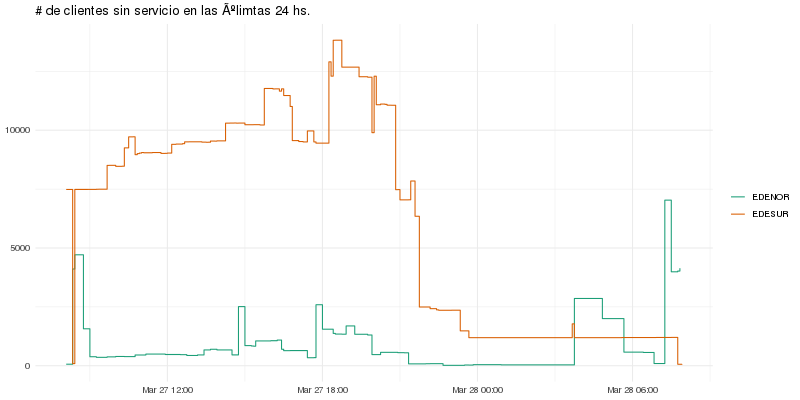 # de clientes sin servicio en las Ãºlimtas 24 hs.
10000
5000
0
Mar 27 12:00
Mar 27 18:00
Mar 28 00:00
Mar 28 06:00
EDENOR
EDESUR